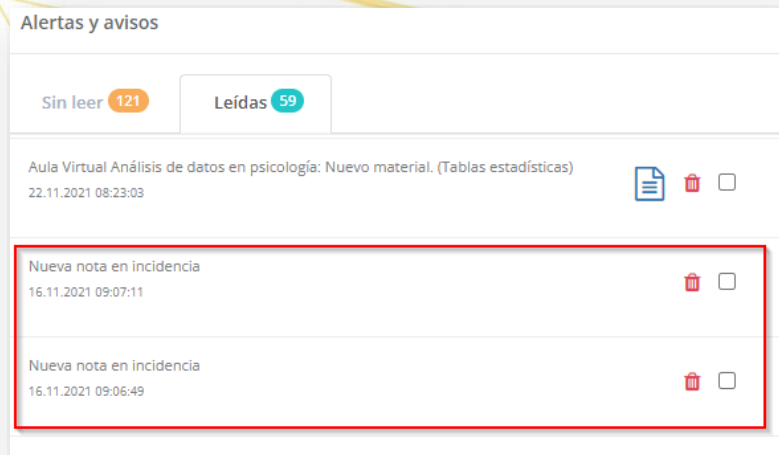 Alertas y avisos
Sin leer 121
Leídas 59
Aula Virtual Análisis de datos en psicología: Nuevo material. (Tablas estadísticas)
22.11.2021 08:23:03
Nueva nota en incidencia
16.11.2021 09:07:11
Nueva nota en incidencia
16.11.2021 09:06:49